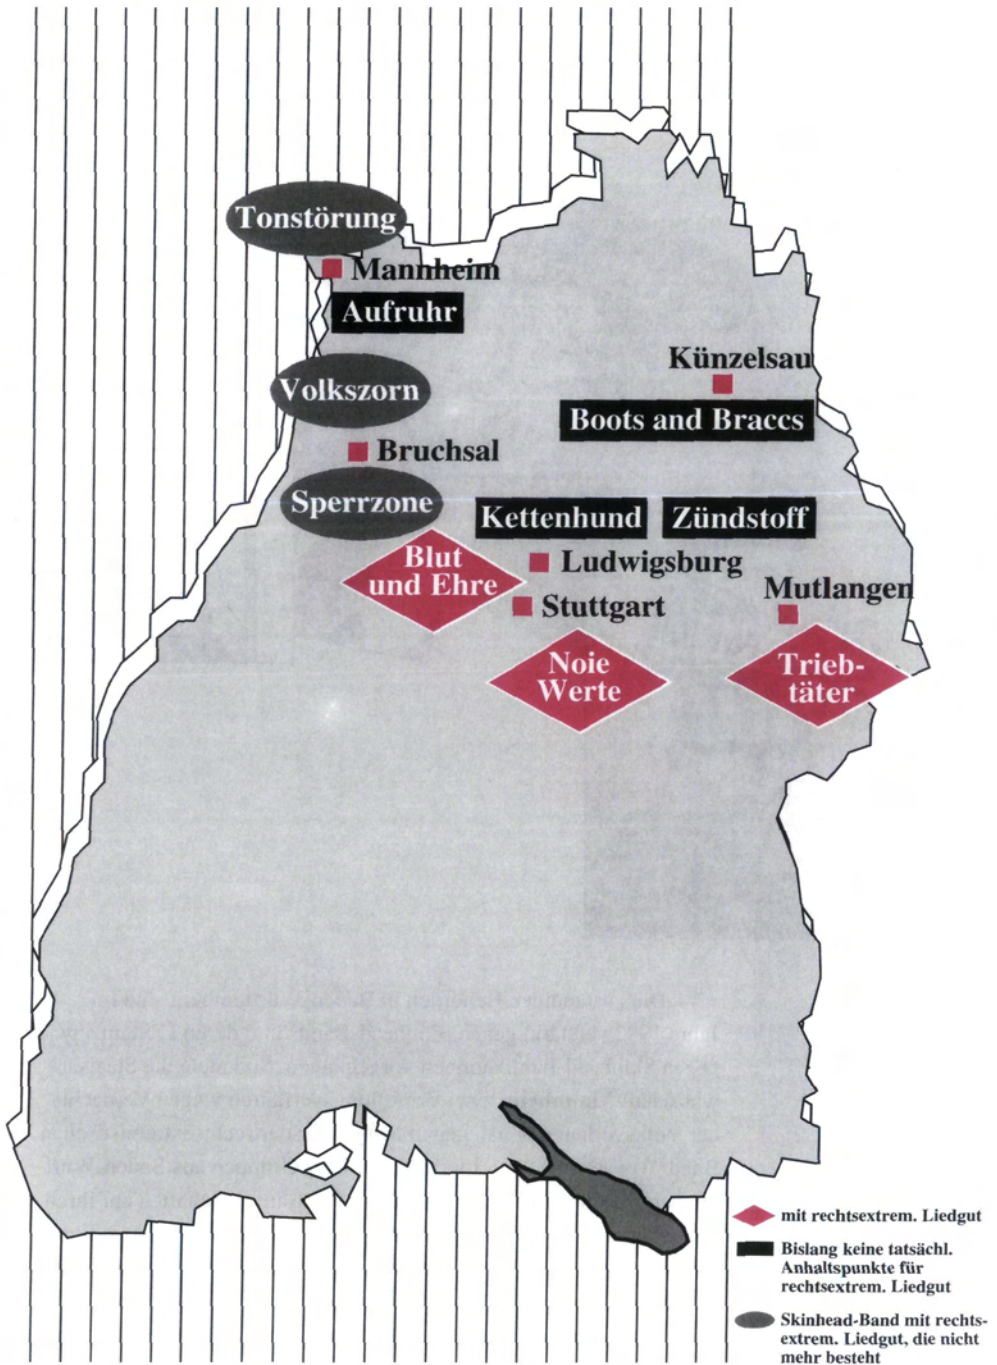 Tonstörung
Mannheim
Aufruhr
Künzelsau
Volkszorn
Boots and Braccs
Bruchsal
Sperrzone
Kettenhund
Zündstoff
Blut
und Ehre
Ludwigsburg
Mutlangen
Stuttgart
Noie
Werte
Trieb-
täter
mit rechtsextrem. Liedgut
Bislang keine tatsächl.
Anhaltspunkte für
rechtsextrem. Liedgut
Skinhead-Band mit rechts-
extrem. Liedgut, die nicht
mehr besteht